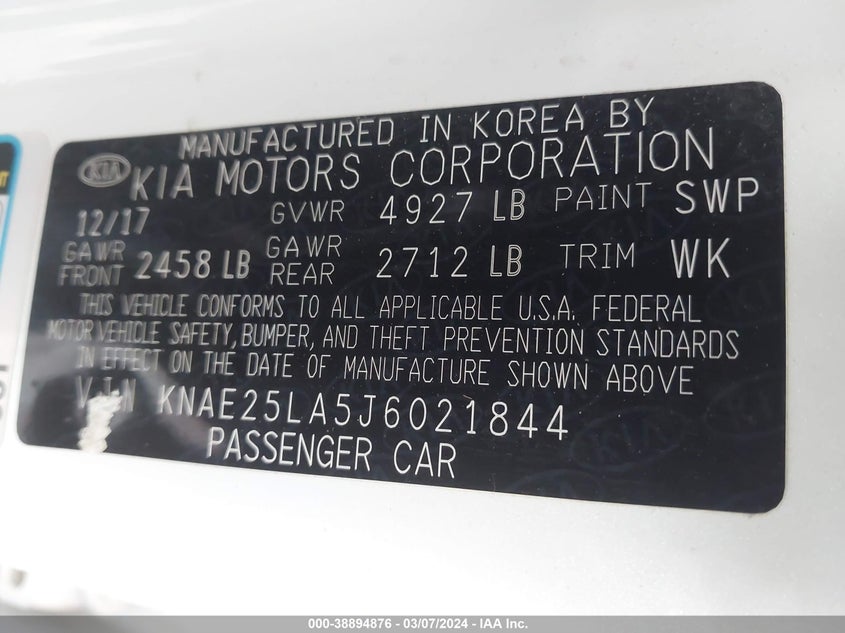 MANUFACTURED IN KOREA BY
KIA KIA MOTORS CORPORATION
12/17 GVWR 4927 LB PAINT SWP
GAWR FRONT 2458 LB GAWR REAR 2712 LB TRIM WK
THIS VEHICLE CONFORMS TO ALL APPLICABLE U.S.A. FEDERAL
MOTOR VEHICLE SAFETY, BUMPER, AND THEFT PREVENTION STANDARDS
IN EFFECT ON THE DATE OF MANUFACTURE SHOWN ABOVE
V.I.N KNAE25LA5J6021844
PASSENGER CAR
000-38894876 - 03/07/2024 - IAA Inc.